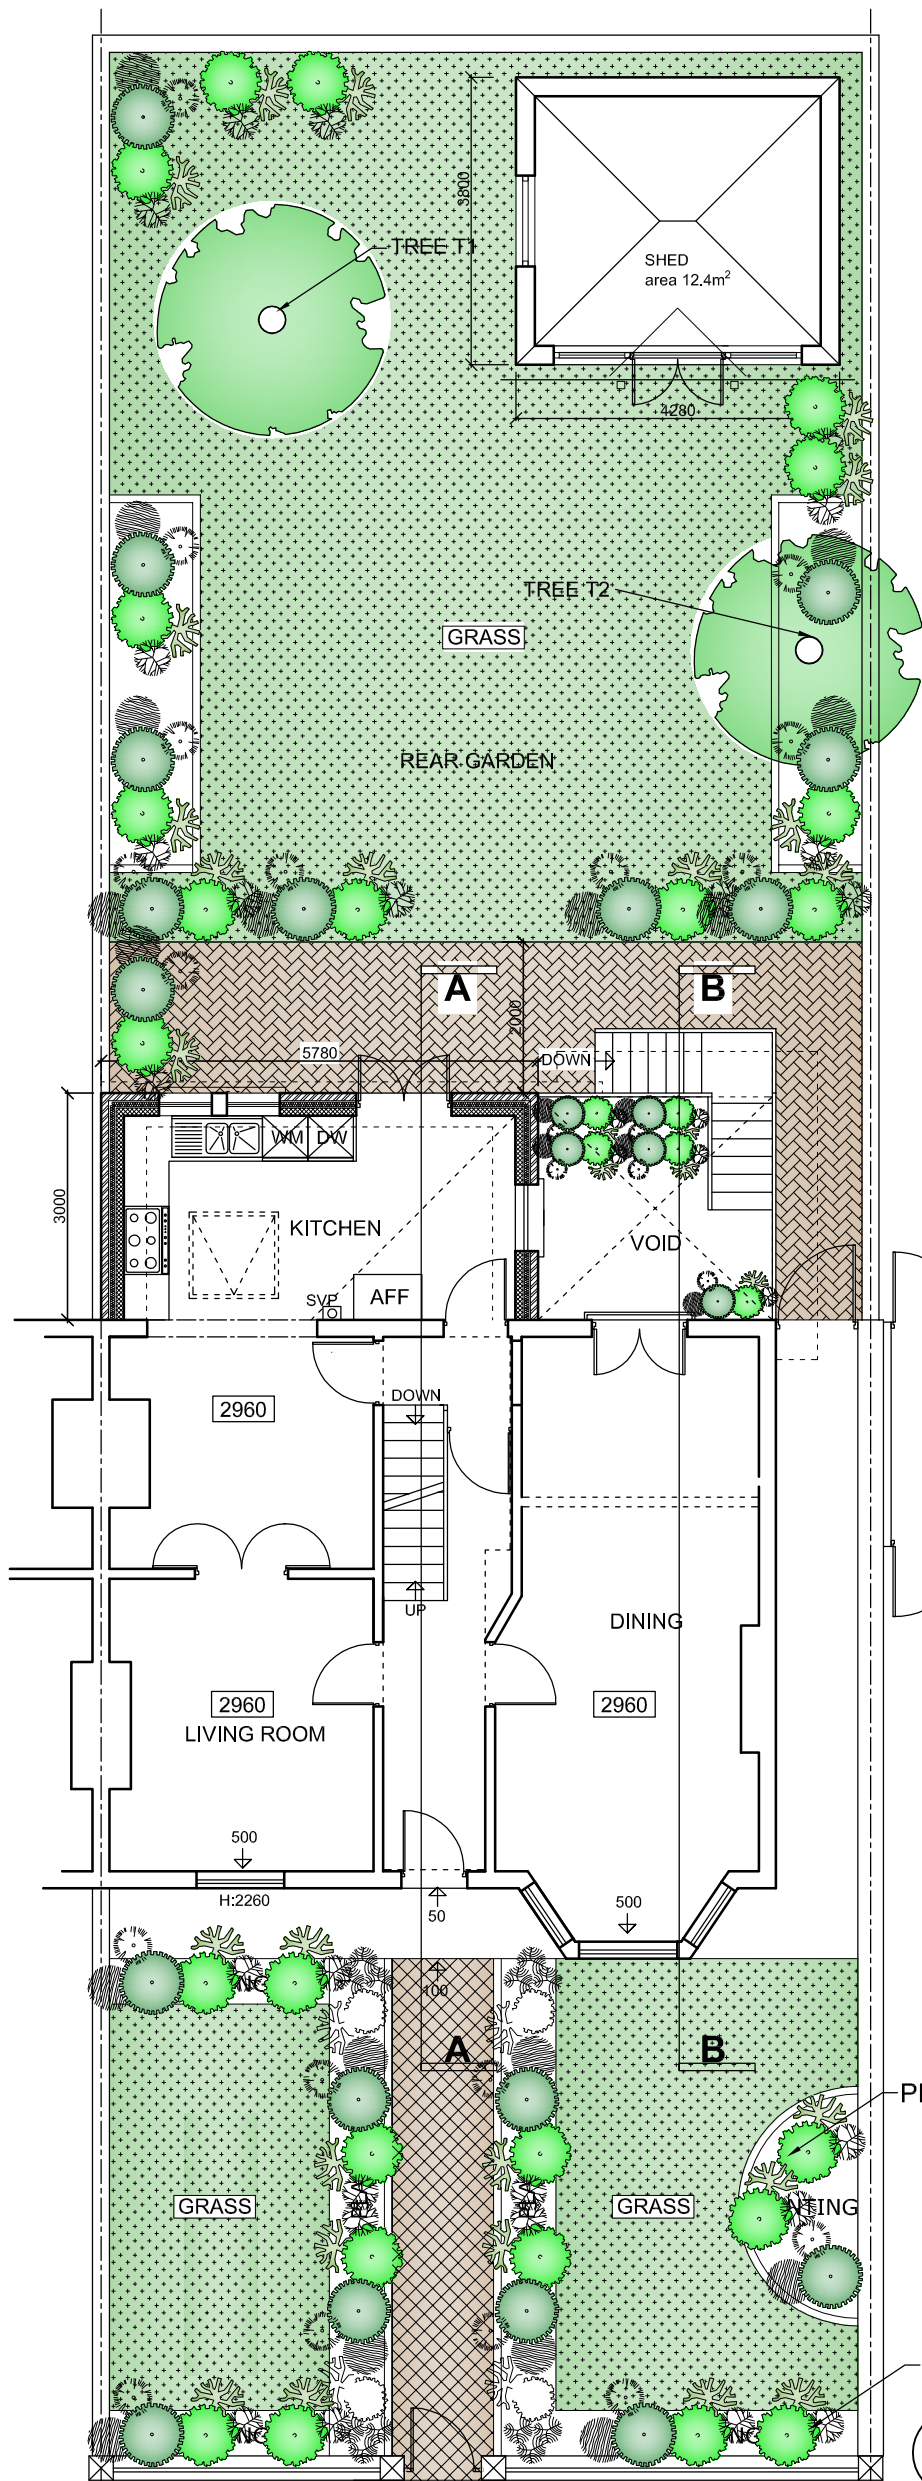 TREE T1
3800
SHED
area 12.4m²
4280
TREE T2
GRASS
REAR GARDEN
A
B
2000
5780
DOWN
WM
DW
3000
KITCHEN
VOID
SVP
AFF
2960
DOWN
UP
DINING
2960
LIVING ROOM
2960
500
H:2260
50
500
100
A
B
GRASS
GRASS